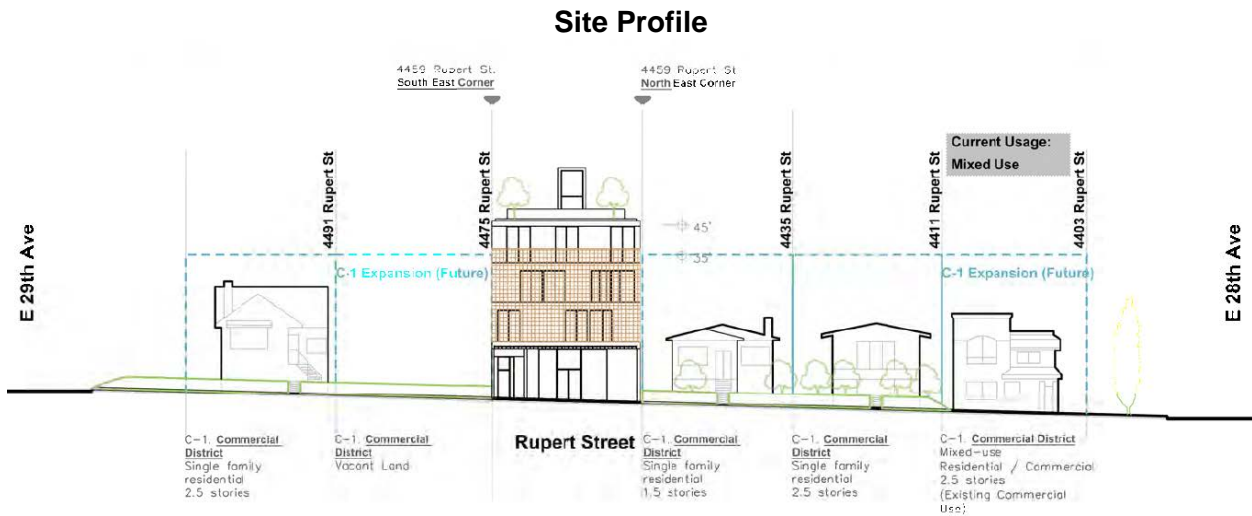 Site Profile
4459 Rupert St.
South East Corner
4459 Rupert St
North East Corner
Current Usage:
Mixed Use
4491 Rupert St
4475 Rupert St
4435 Rupert St
4411 Rupert St
4403 Rupert St
45'
35'
C-1 Expansion (Future)
C-1 Expansion (Future)
E 29th Ave
E 28th Ave
Rupert Street
C-1. Commercial
District
Single family
residential
2.5 stories
C-1. Commercial
District
Vacant Land
C-1. Commercial
District
Single family
residential
1.5 stories
C-1. Commercial
District
Single family
residential
2.5 stories
C-1. Commercial District
Mixed-use
Residential / Commercial
2.5 stories
(Existing Commercial
Use)